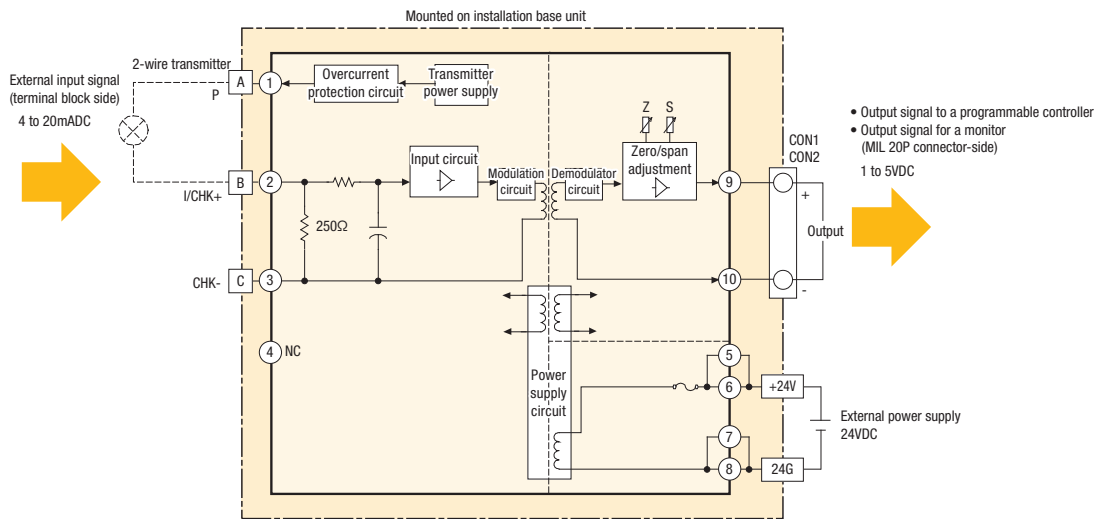 Mounted on installation base unit
External input signal
(terminal block side)
4 to 20mADC
2-wire transmitter
P
A
1
Overcurrent
protection circuit
Transmitter
power supply
B
I/CHK+
2
250Ω
Input circuit
Modulation
circuit
Demodulator
circuit
Z
S
Zero/span
adjustment
9
CON1
CON2
+
Output
-
10
• Output signal to a programmable controller
• Output signal for a monitor
(MIL 20P connector-side)
1 to 5VDC
CHK-
C
3
4
NC
Power
supply
circuit
5
6
+24V
7
8
24G
External power supply
24VDC